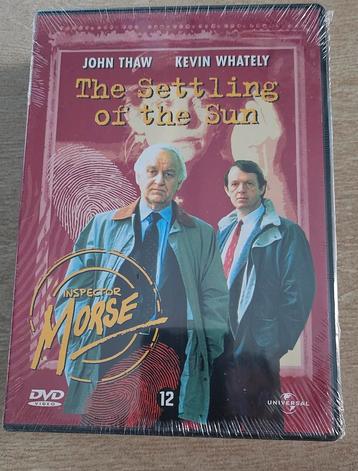 JOHN THAW KEVIN WHATELY
The Settling
of the Sun
INSPECTOR
MORSE
DVD
VIDEO
12
UNIVERSAL